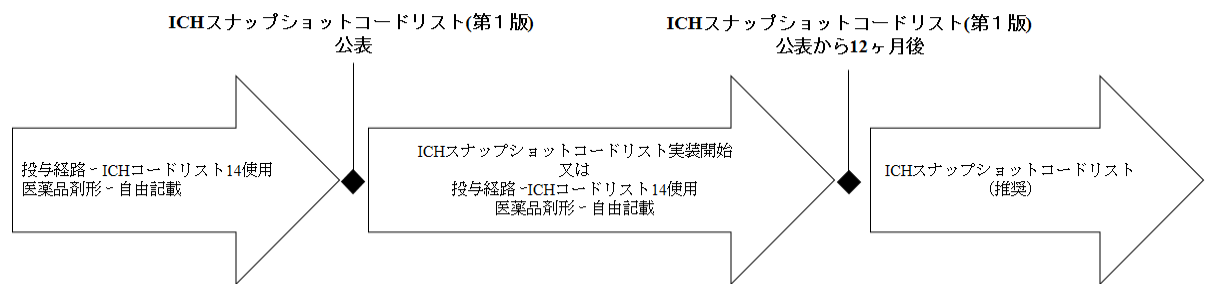 ICHスナップショットコードリスト(第１版)
公表
ICHスナップショットコードリスト(第１版)
公表から12ヶ月後
投与経路－ICHコードリスト14使用
医薬品剤形－自由記載
ICHスナップショットコードリスト実装開始
又は
投与経路－ICHコードリスト14使用
医薬品剤形－自由記載
ICHスナップショットコードリスト
（推奨）